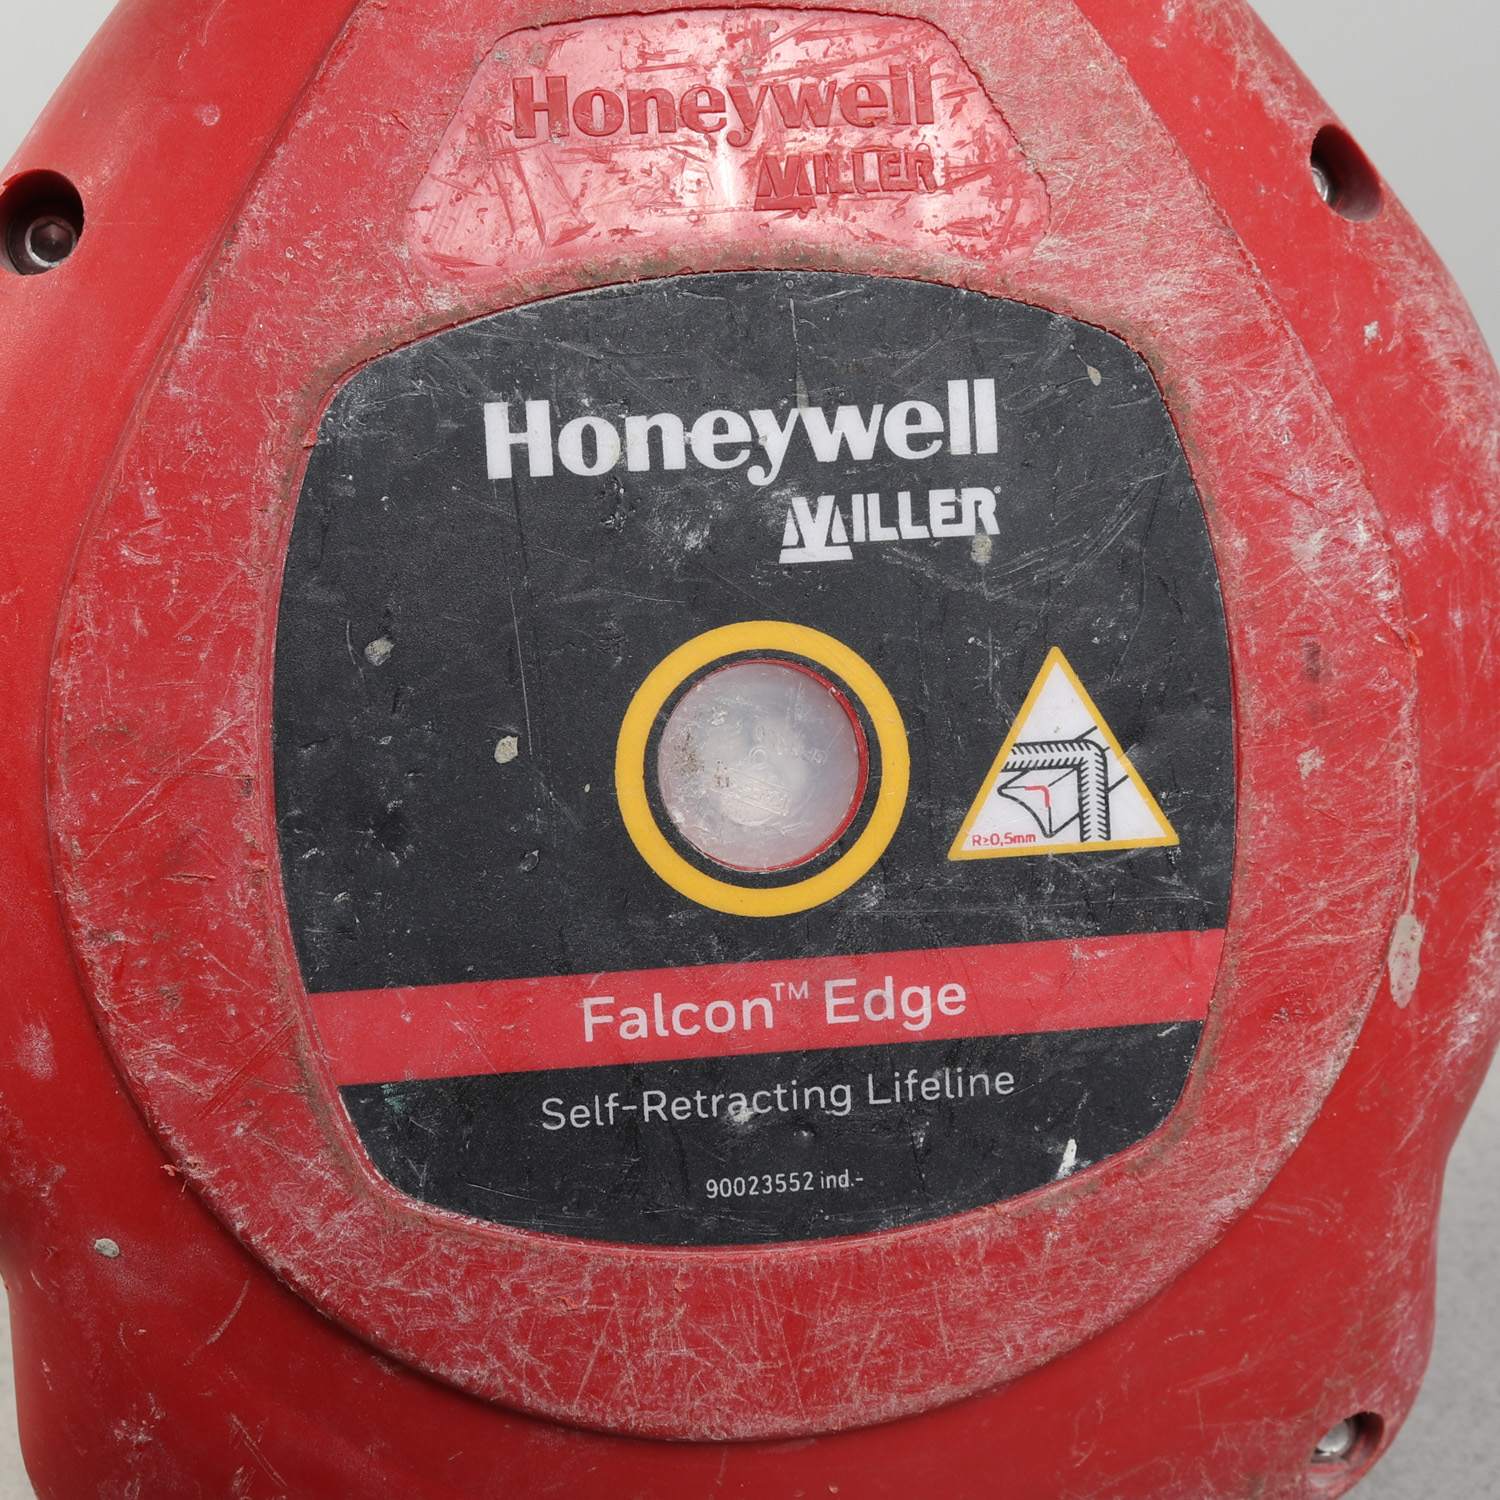 Honeywell
MILLER
Honeywell
MILLER
R≥0,5mm
Falcon™ Edge
Self-Retracting Lifeline
90023552 ind.-